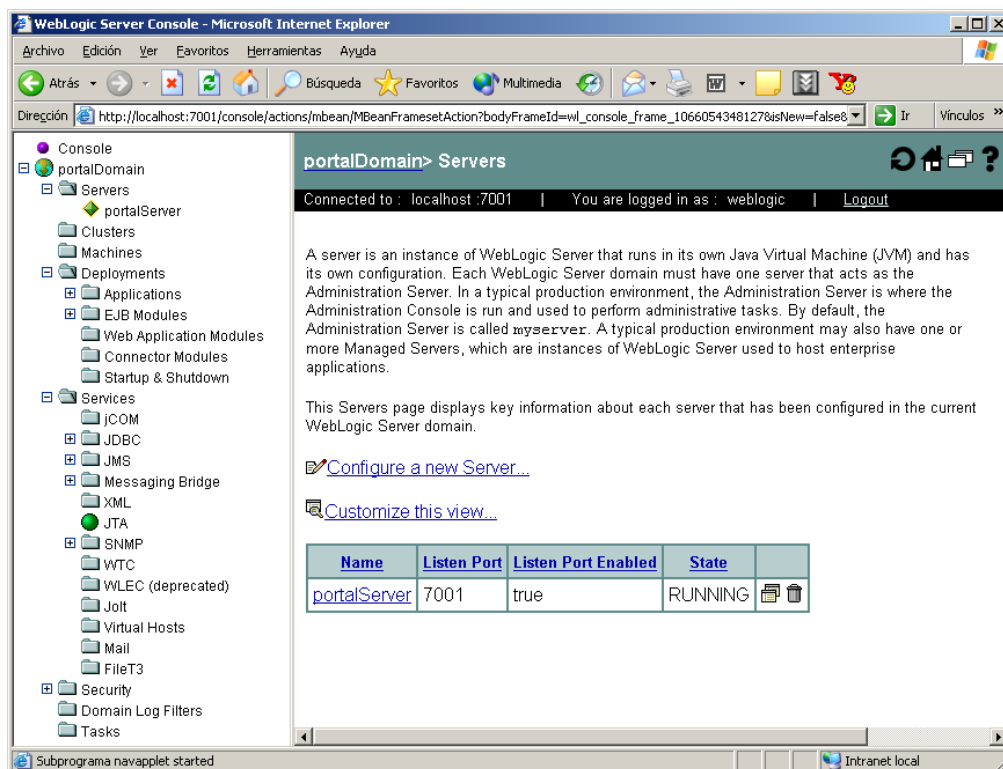 WebLogic Server Console - Microsoft Internet Explorer
Archivo Edición Ver Favoritos Herramientas Ayuda
Atrás Búsqueda Favoritos Multimedia
Dirección http://localhost:7001/console/actions/mbean/MBeanFramesetAction?bodyFrameId=wl_console_frame_1066054348127&isNew=false& Ir Vínculos »
Console
portalDomain
Servers
portalServer
Clusters
Machines
Deployments
Applications
EJB Modules
Web Application Modules
Connector Modules
Startup & Shutdown
Services
jCOM
JDBC
JMS
Messaging Bridge
XML
JTA
SNMP
WTC
WLEC (deprecated)
Jolt
Virtual Hosts
Mail
FileT3
Security
Domain Log Filters
Tasks
portalDomain> Servers
Connected to : localhost :7001 | You are logged in as : weblogic | Logout
A server is an instance of WebLogic Server that runs in its own Java Virtual Machine (JVM) and has
its own configuration. Each WebLogic Server domain must have one server that acts as the
Administration Server. In a typical production environment, the Administration Server is where the
Administration Console is run and used to perform administrative tasks. By default, the
Administration Server is called myserver. A typical production environment may also have one or
more Managed Servers, which are instances of WebLogic Server used to host enterprise
applications.
This Servers page displays key information about each server that has been configured in the current
WebLogic Server domain.
Configure a new Server...
Customize this view...
Name Listen Port Listen Port Enabled State
portalServer 7001 true RUNNING
Subprograma navapplet started Intranet local